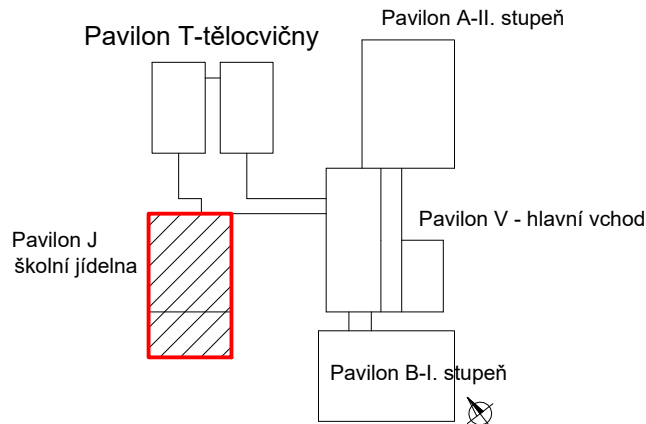 Pavilon A-II. stupeň
Pavilon T-tělocvičny
Pavilon V - hlavní vchod
Pavilon J
školní jídelna
Pavilon B-I. stupeň